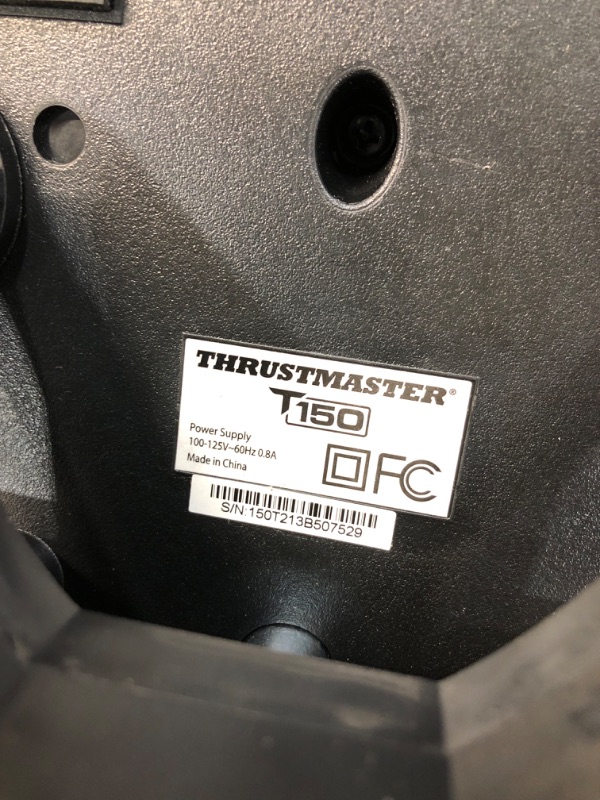 THRUSTMASTER®
T150
Power Supply
100-125V~60Hz 0.8A
Made in China
FC
S/N:150T213B507529